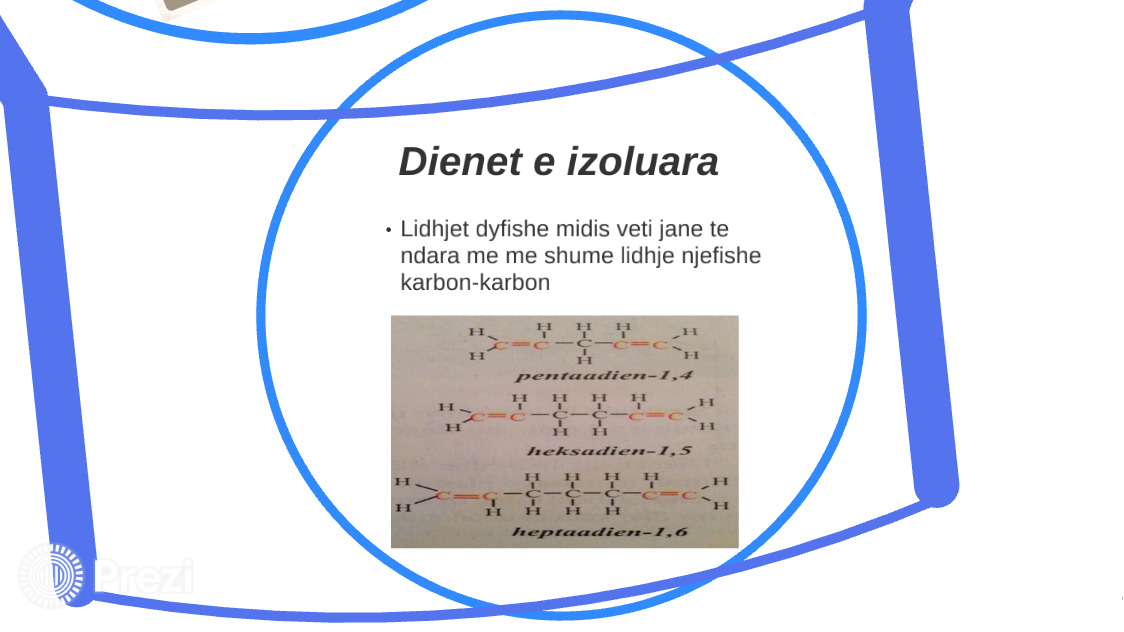 Dienet e izoluara
• Lidhjet dyfishe midis veti jane te
ndara me me shume lidhje njefishe
karbon-karbon
H H H H H
C=C—C—C=C
H H H
pentaadien-1,4
H H H H H H
C=C—C—C—C=C
H H H H
heksadien-1,5
H H H H H H
C=C—C—C—C—C=C
H H H H H H
heptaadien-1,6
Prezi